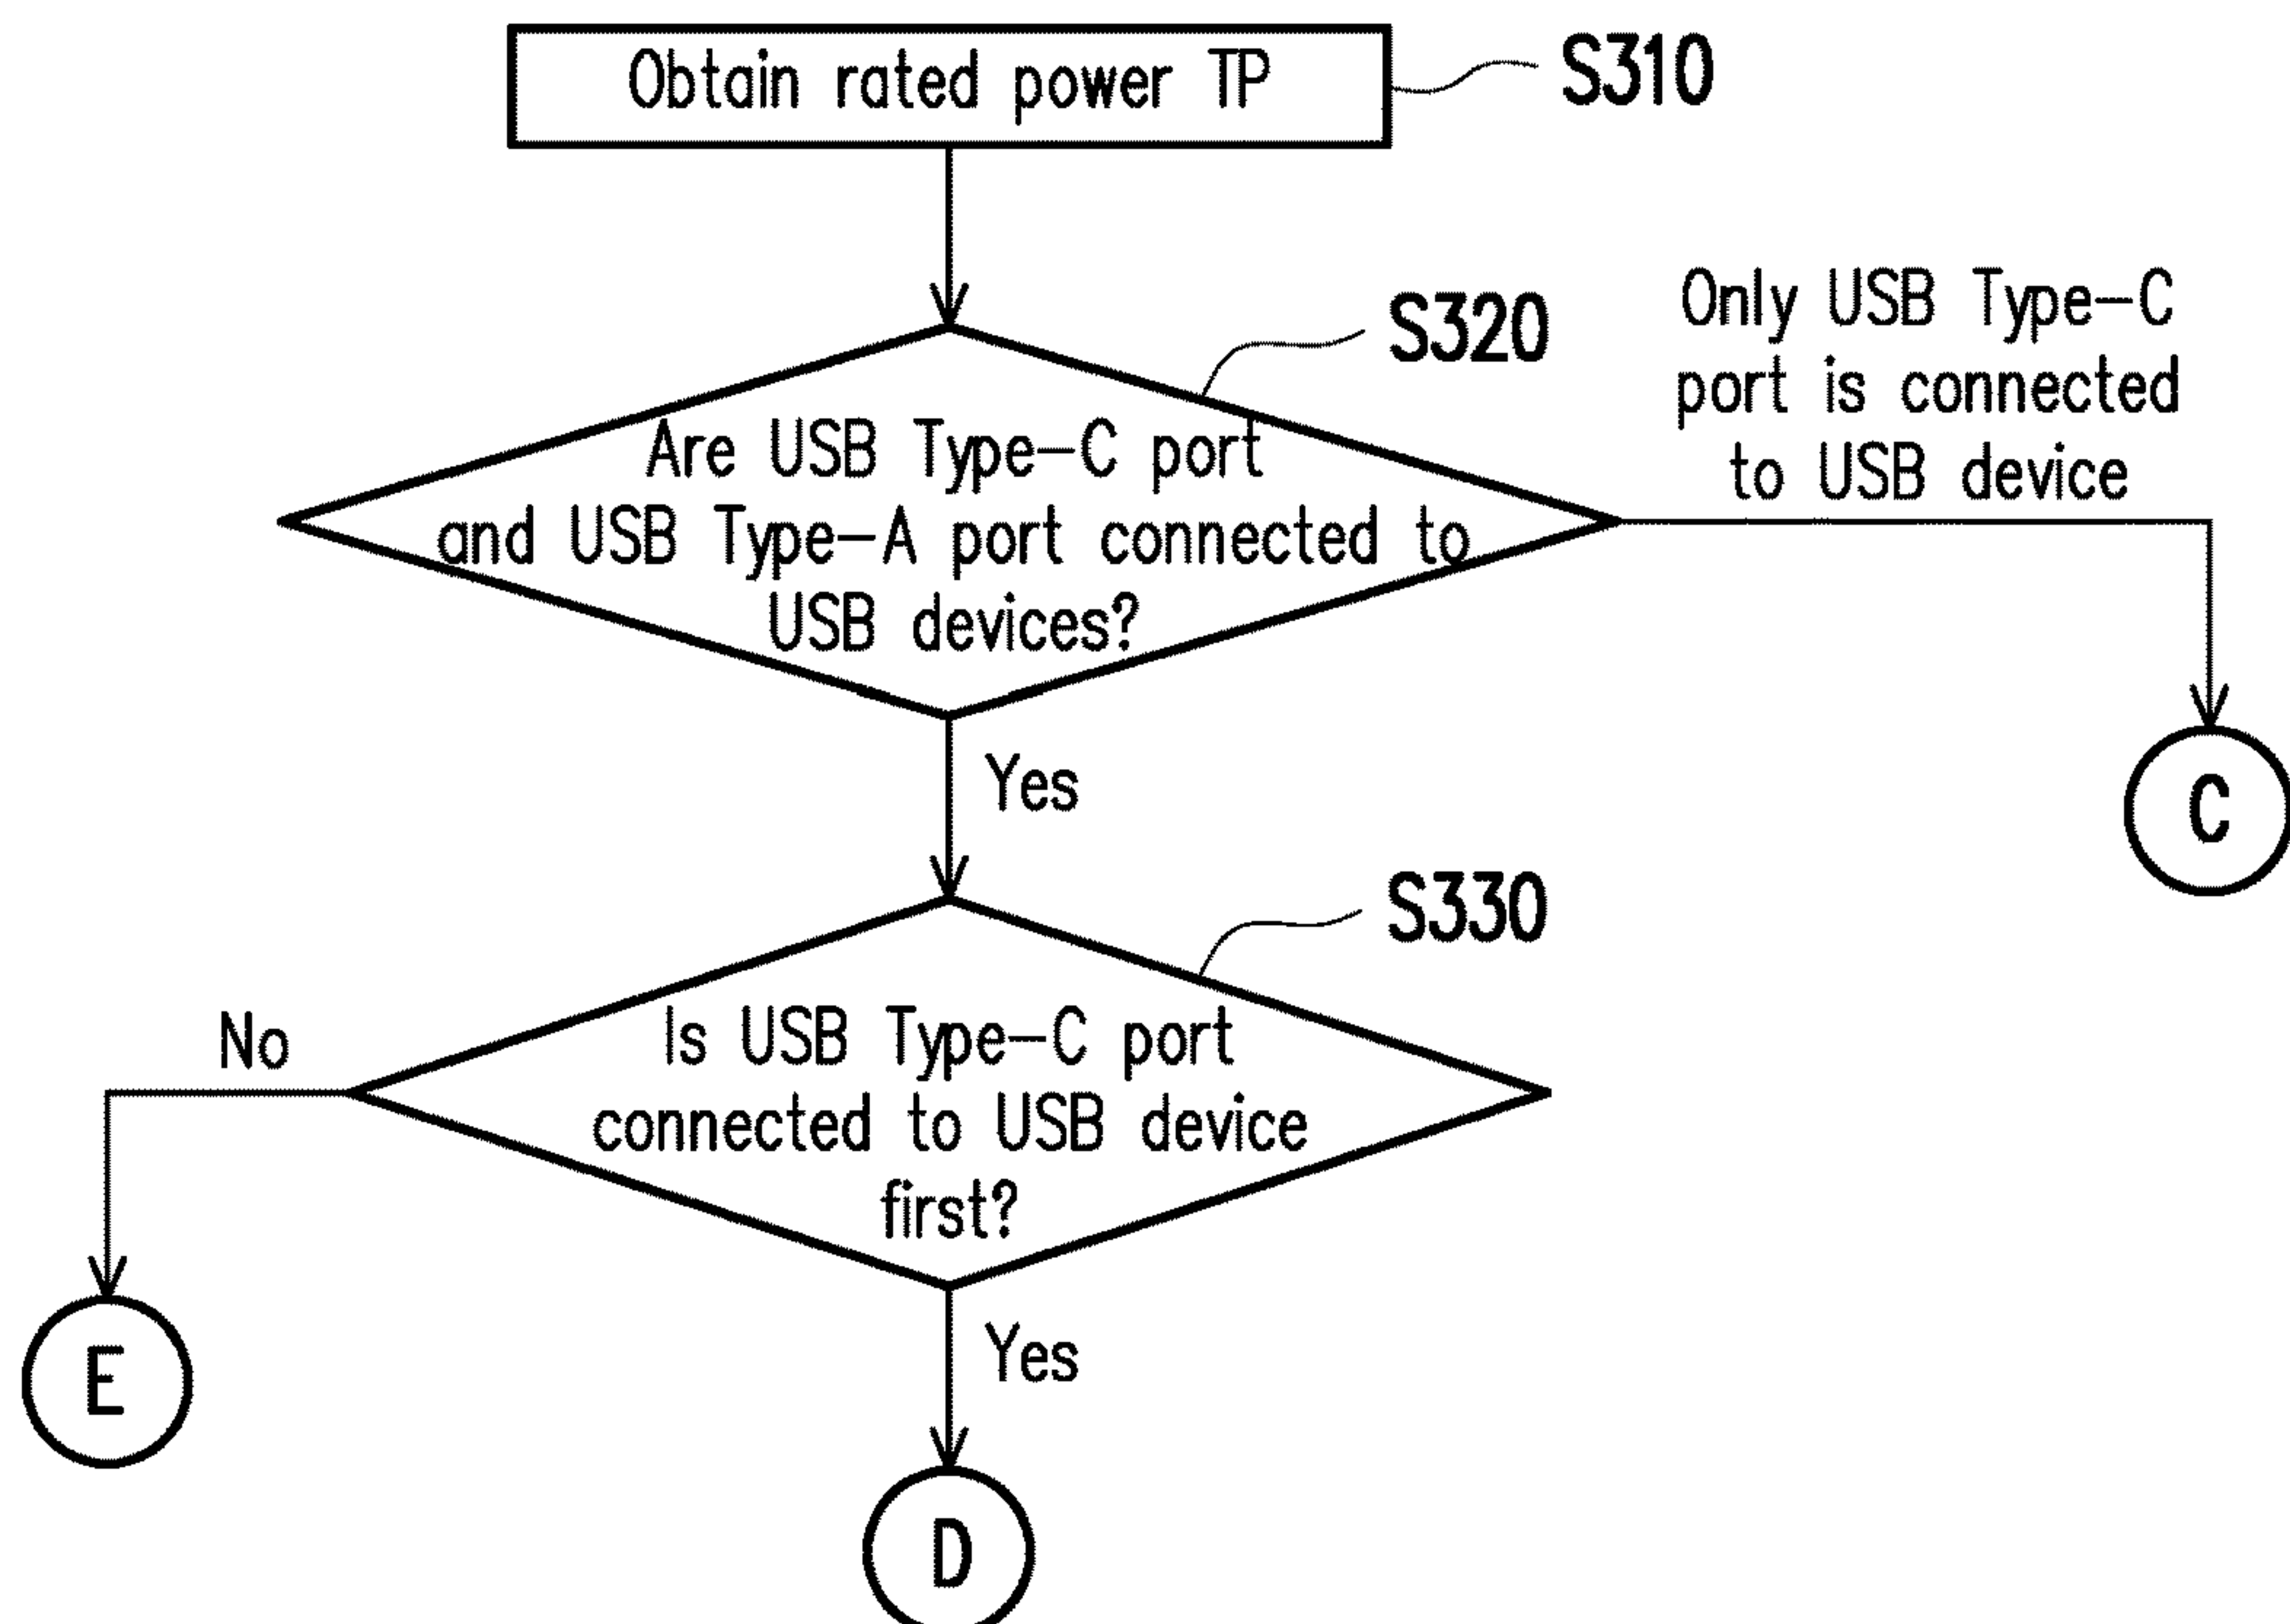 Obtain rated power TP
S310
S320
Only USB Type-C
port is connected
to USB device
Are USB Type-C port
and USB Type-A port connected to
USB devices?
Yes
C
S330
No
Is USB Type-C port
connected to USB device
first?
E
Yes
D